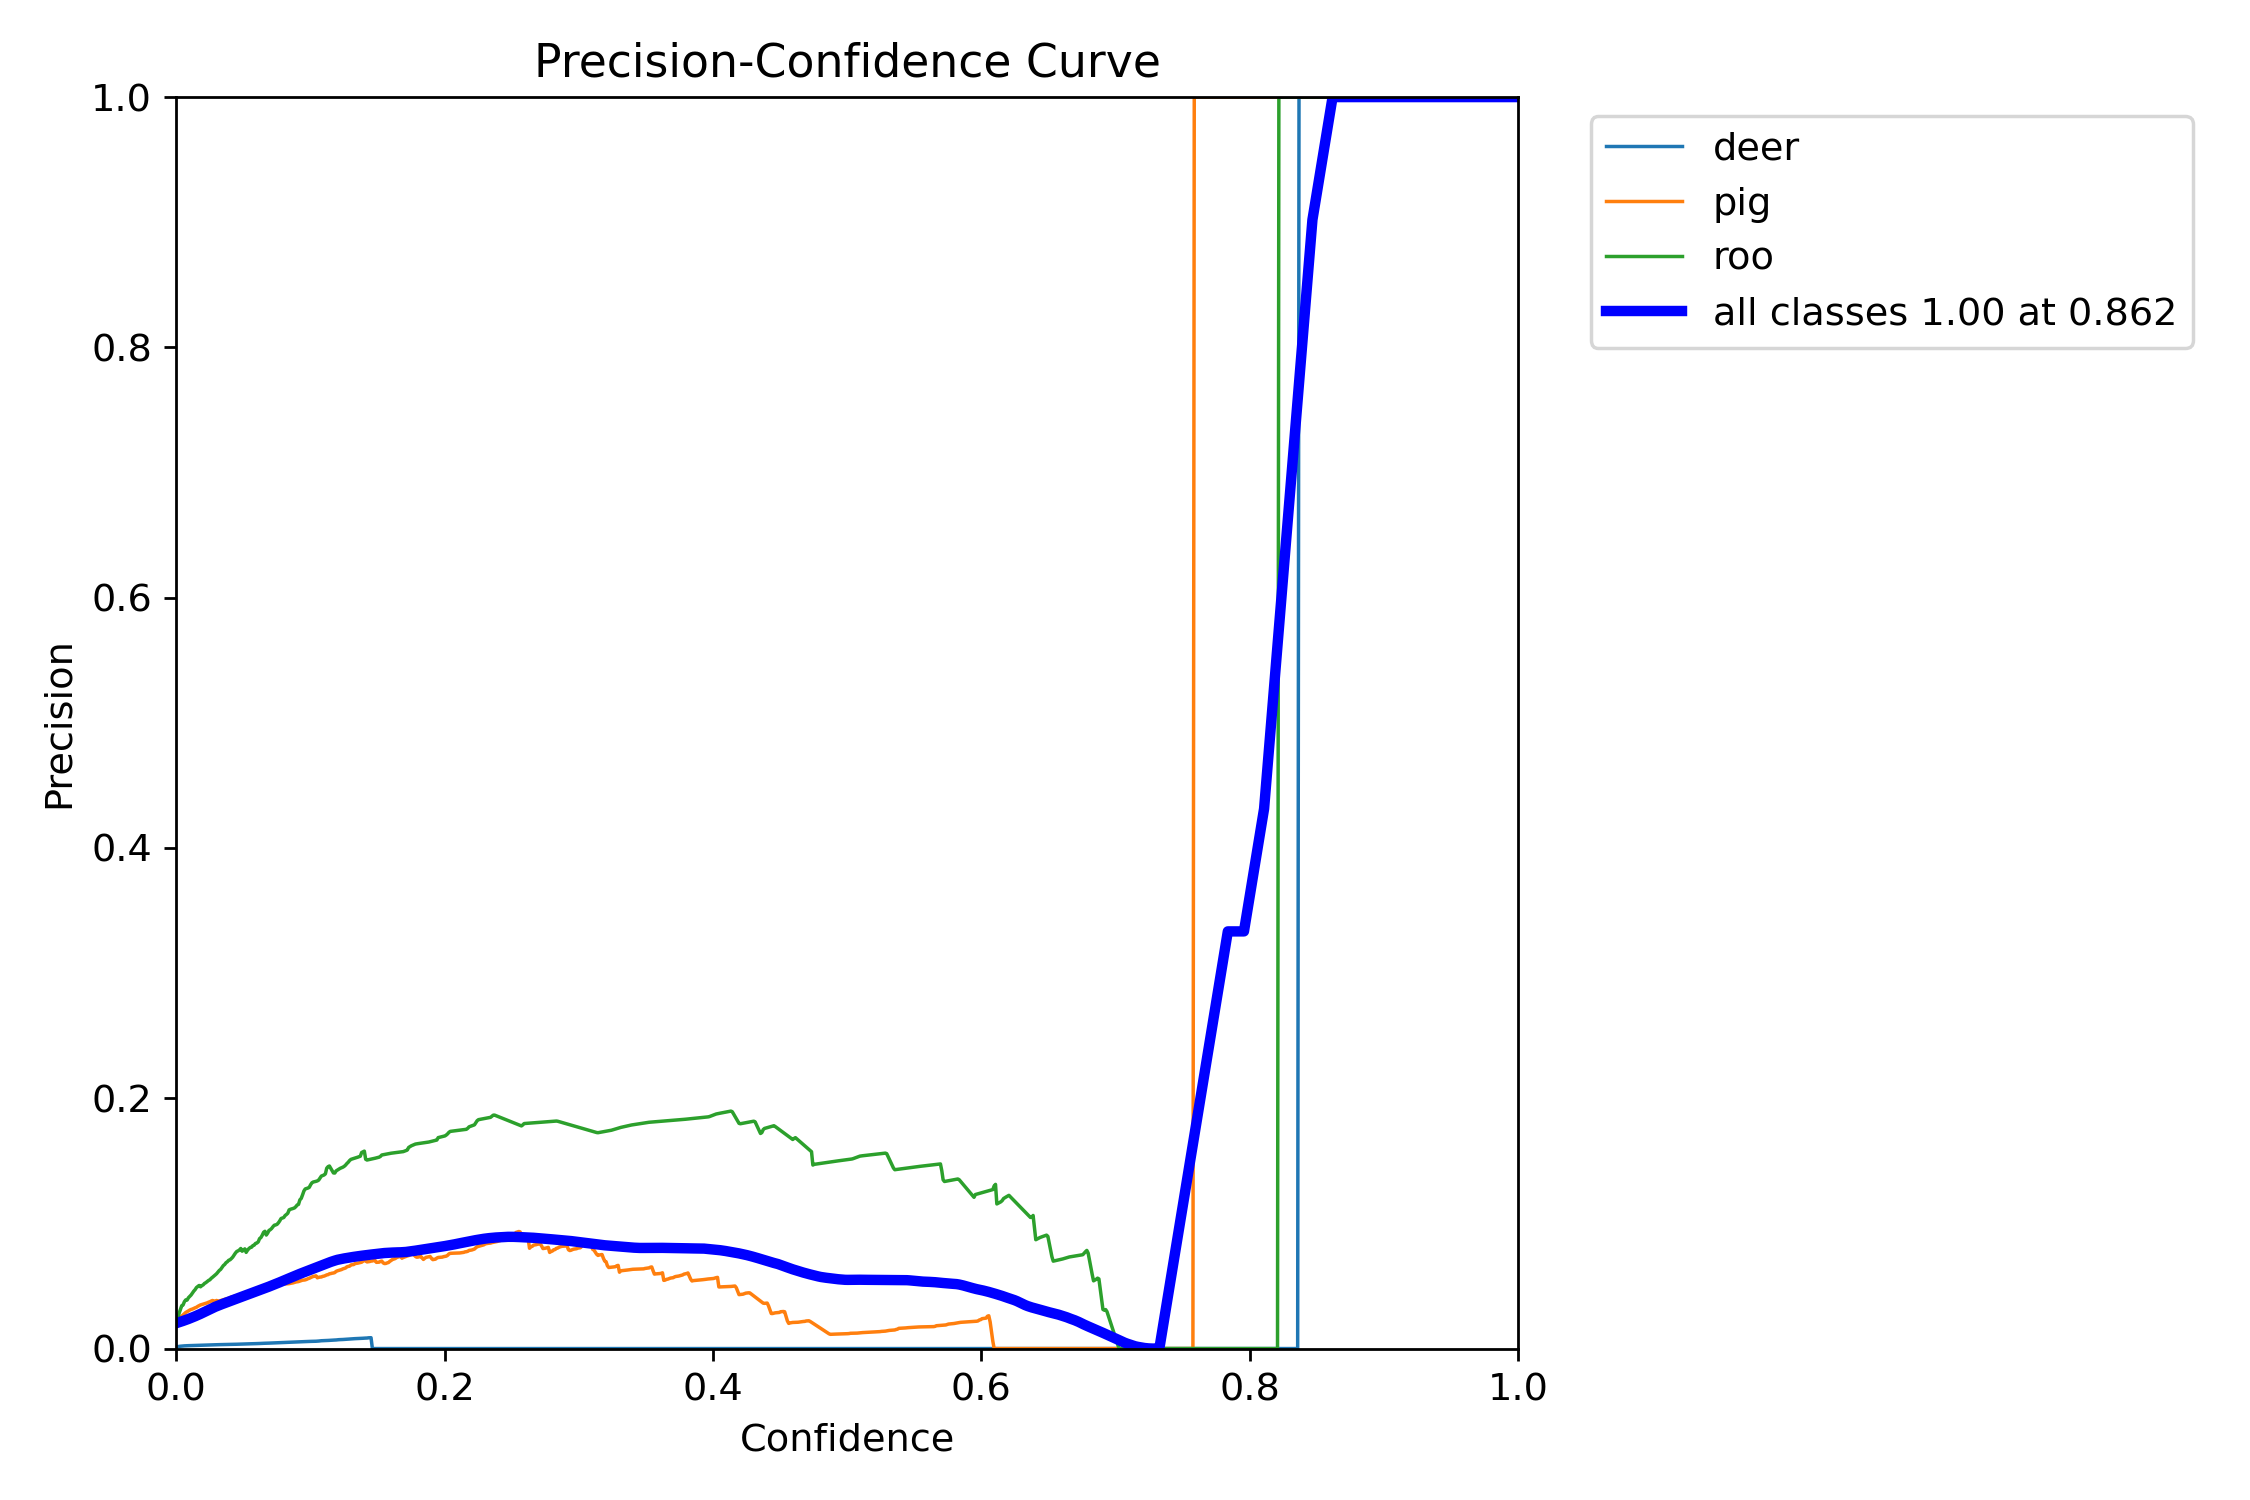 Precision-Confidence Curve
1.0
0.8
0.6
0.4
0.2
0.0
Precision
0.0 0.2 0.4 0.6 0.8 1.0
Confidence
deer
pig
roo
all classes 1.00 at 0.862